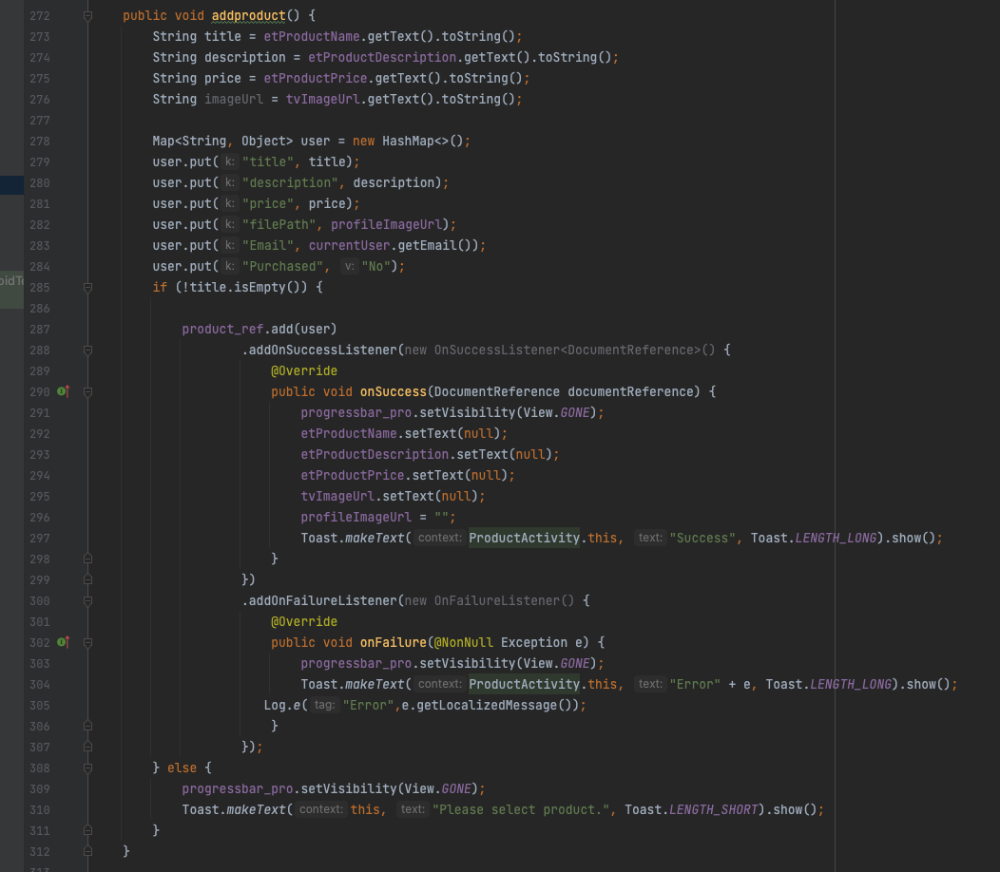 272 public void addproduct() {
273 String title = etProductName.getText().toString();
274 String description = etProductDescription.getText().toString();
275 String price = etProductPrice.getText().toString();
276 String imageUrl = tvImageUrl.getText().toString();
277
278 Map<String, Object> user = new HashMap<>();
279 user.put( k: "title", title);
280 user.put( k: "description", description);
281 user.put( k: "price", price);
282 user.put( k: "filePath", profileImageUrl);
283 user.put( k: "Email", currentUser.getEmail());
284 user.put( k: "Purchased", v: "No");
285 if (!title.isEmpty()) {
286
287 product_ref.add(user)
288 .addOnSuccessListener(new OnSuccessListener<DocumentReference>() {
289 @Override
290 public void onSuccess(DocumentReference documentReference) {
291 progressbar_pro.setVisibility(View.GONE);
292 etProductName.setText(null);
293 etProductDescription.setText(null);
294 etProductPrice.setText(null);
295 tvImageUrl.setText(null);
296 profileImageUrl = "";
297 Toast.makeText( context: ProductActivity.this, text: "Success", Toast.LENGTH_LONG).show();
298 }
299 })
300 .addOnFailureListener(new OnFailureListener() {
301 @Override
302 public void onFailure(@NonNull Exception e) {
303 progressbar_pro.setVisibility(View.GONE);
304 Toast.makeText( context: ProductActivity.this, text: "Error" + e, Toast.LENGTH_LONG).show();
305 Log.e( tag: "Error",e.getLocalizedMessage());
306 }
307 });
308 } else {
309 progressbar_pro.setVisibility(View.GONE);
310 Toast.makeText( context: this, text: "Please select product.", Toast.LENGTH_SHORT).show();
311 }
312 }